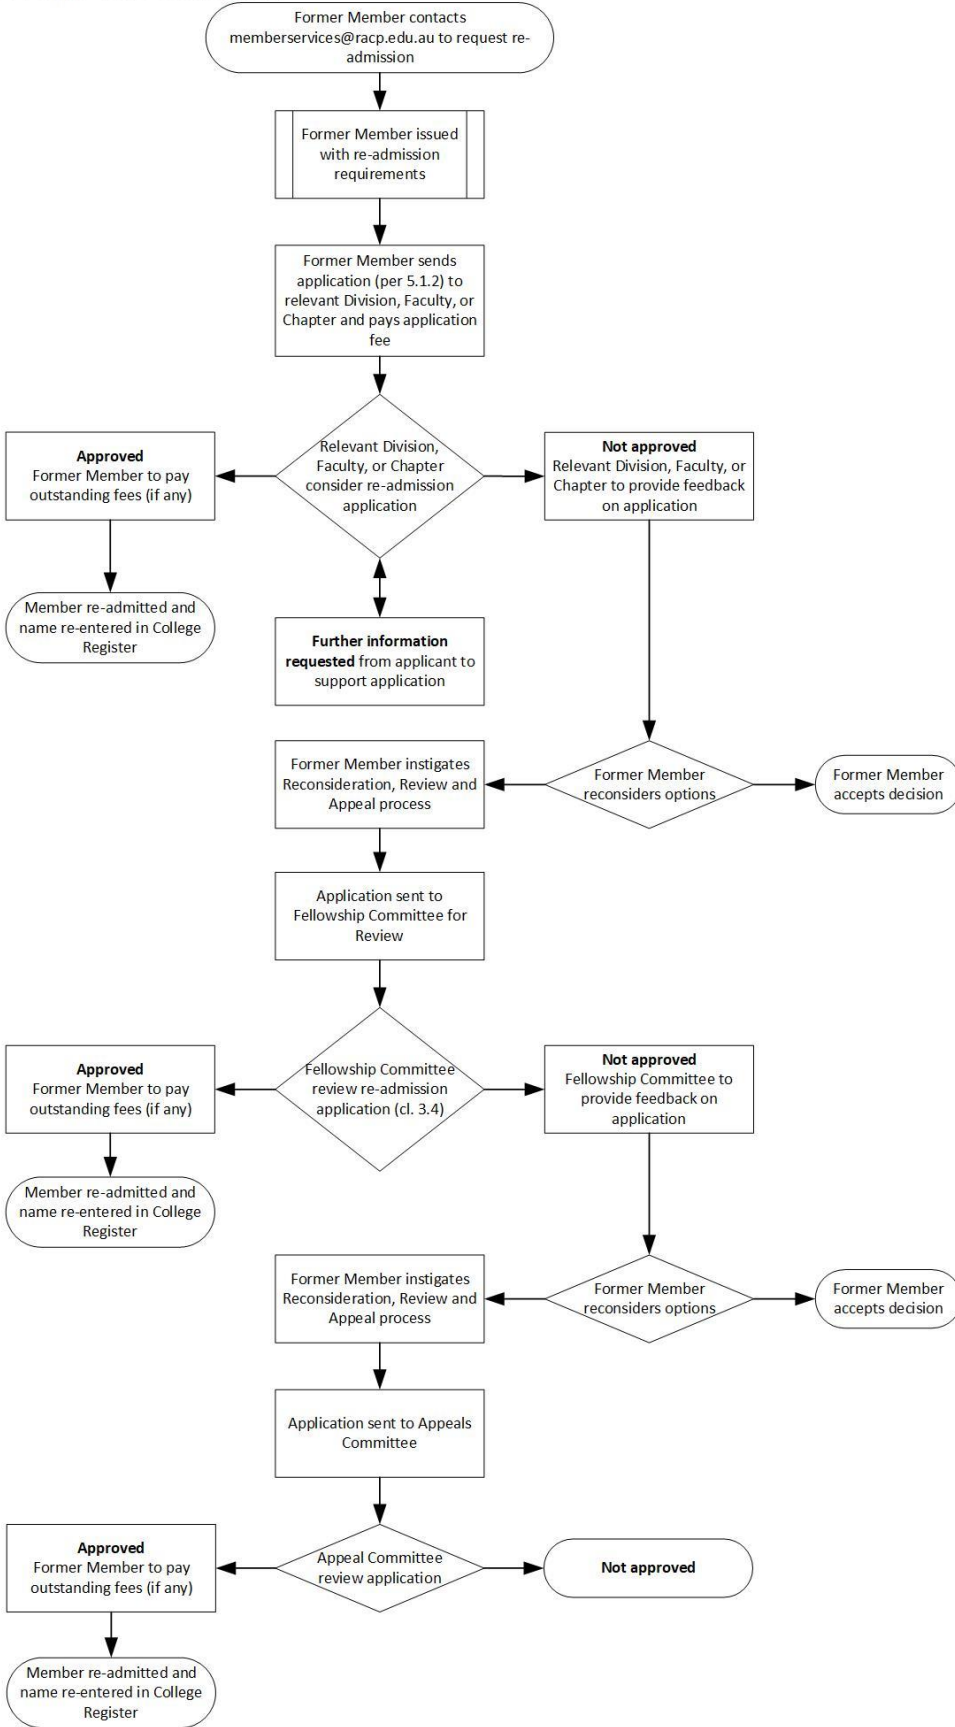 Former Member contacts
memberservices@racp.edu.au to request re-
admission
Former Member issued
with re-admission
requirements
Former Member sends
application (per 5.1.2) to
relevant Division, Faculty, or
Chapter and pays application
fee
Relevant Division,
Faculty, or Chapter
consider re-admission
application
Approved
Former Member to pay
outstanding fees (if any)
Not approved
Relevant Division, Faculty, or
Chapter to provide feedback
on application
Member re-admitted and
name re-entered in College
Register
Further information
requested from applicant to
support application
Former Member
reconsiders options
Former Member
accepts decision
Former Member instigates
Reconsideration, Review and
Appeal process
Application sent to
Fellowship Committee for
Review
Fellowship Committee
review re-admission
application (cl. 3.4)
Approved
Former Member to pay
outstanding fees (if any)
Not approved
Fellowship Committee to
provide feedback on
application
Member re-admitted and
name re-entered in College
Register
Former Member
reconsiders options
Former Member
accepts decision
Former Member instigates
Reconsideration, Review and
Appeal process
Application sent to Appeals
Committee
Appeal Committee
review application
Approved
Former Member to pay
outstanding fees (if any)
Not approved
Member re-admitted and
name re-entered in College
Register